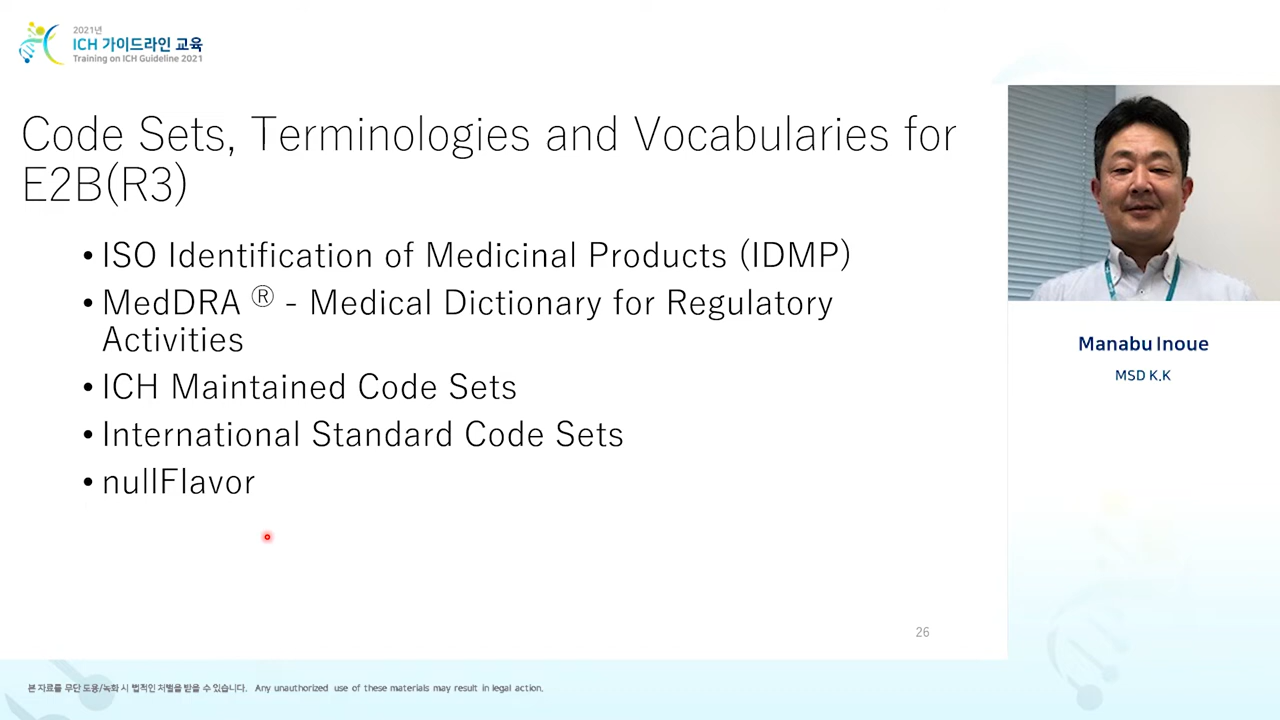 2021년
ICH 가이드라인 교육
Training on ICH Guideline 2021
Code Sets, Terminologies and Vocabularies for
E2B(R3)
• ISO Identification of Medicinal Products (IDMP)
• MedDRA ® - Medical Dictionary for Regulatory
Activities
• ICH Maintained Code Sets
• International Standard Code Sets
• nullFlavor
Manabu Inoue
MSD K.K
26
본 자료를 무단 도용/녹화 시 법적인 처벌을 받을 수 있습니다. Any unauthorized use of these materials may result in legal action.